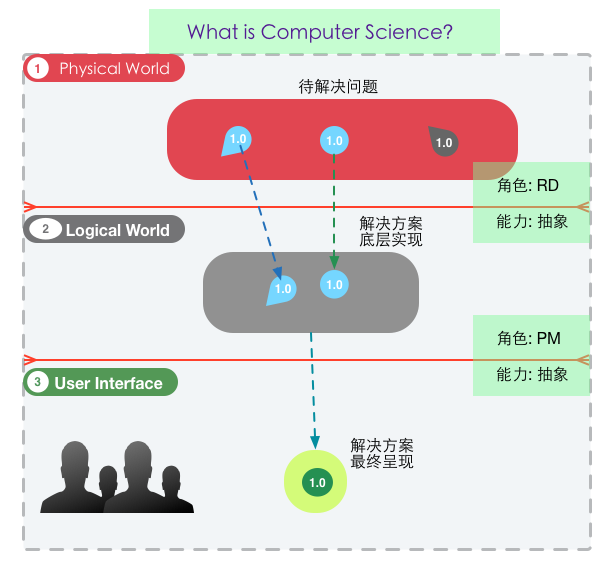 What is Computer Science?
1 Physical World
待解决问题
1.0
1.0
1.0
角色: RD
能力: 抽象
2 Logical World
解决方案
底层实现
1.0
1.0
角色: PM
能力: 抽象
3 User Interface
解决方案
最终呈现
1.0